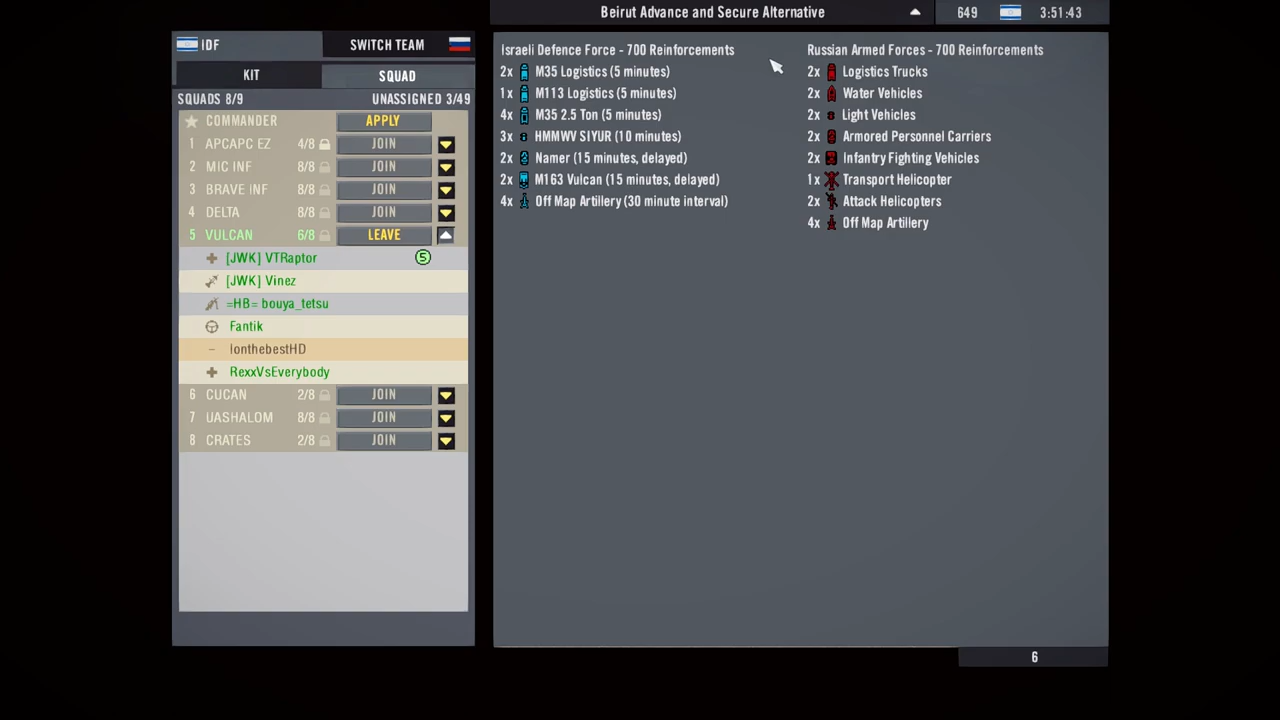 Beirut Advance and Secure Alternative
649
3:51:43
IDF
SWITCH TEAM
KIT
SQUAD
SQUADS 8/9 UNASSIGNED 3/49
COMMANDER APPLY
1 APCAPC EZ 4/8 JOIN
2 MIC INF 8/8 JOIN
3 BRAVE INF 8/8 JOIN
4 DELTA 8/8 JOIN
5 VULCAN 6/8 LEAVE
[JWK] VTRaptor 5
[JWK] Vinez
=HB= bouya_tetsu
Fantik
IonthebestHD
RexxVsEverybody
6 CUCAN 2/8 JOIN
7 UASHALOM 8/8 JOIN
8 CRATES 2/8 JOIN
Israeli Defence Force - 700 Reinforcements
2x M35 Logistics (5 minutes)
1x M113 Logistics (5 minutes)
4x M35 2.5 Ton (5 minutes)
3x HMMWV SIYUR (10 minutes)
2x Namer (15 minutes, delayed)
2x M163 Vulcan (15 minutes, delayed)
4x Off Map Artillery (30 minute interval)
Russian Armed Forces - 700 Reinforcements
2x Logistics Trucks
2x Water Vehicles
2x Light Vehicles
2x Armored Personnel Carriers
2x Infantry Fighting Vehicles
1x Transport Helicopter
2x Attack Helicopters
4x Off Map Artillery
6